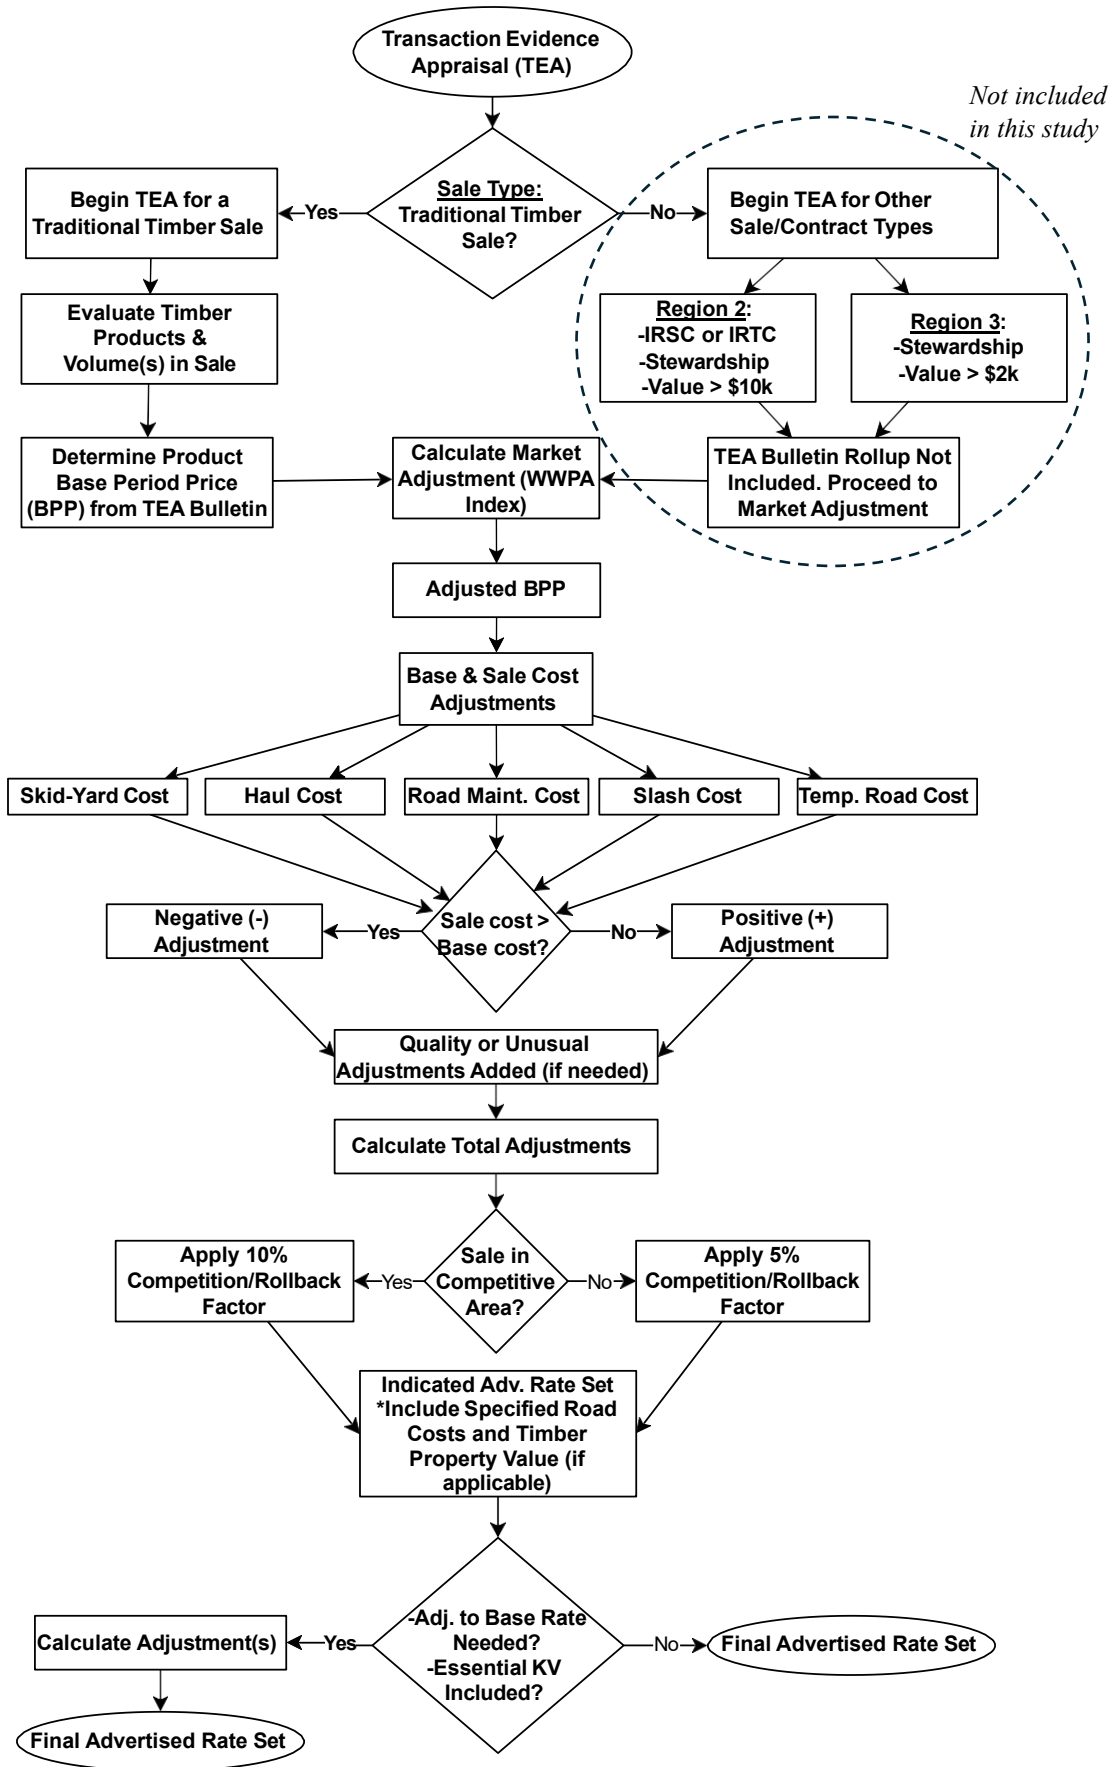 Transaction Evidence
Appraisal (TEA)
Not included
in this study
Begin TEA for a
Traditional Timber Sale
Yes
Sale Type:
Traditional Timber
Sale?
No
Begin TEA for Other
Sale/Contract Types
Evaluate Timber
Products &
Volume(s) in Sale
Region 2:
-IRSC or IRTC
-Stewardship
-Value > $10k
Region 3:
-Stewardship
-Value > $2k
Determine Product
Base Period Price
(BPP) from TEA Bulletin
Calculate Market
Adjustment (WWPA
Index)
TEA Bulletin Rollup Not
Included. Proceed to
Market Adjustment
Adjusted BPP
Base & Sale Cost
Adjustments
Skid-Yard Cost
Haul Cost
Road Maint. Cost
Slash Cost
Temp. Road Cost
Negative (-)
Adjustment
Yes
Sale cost >
Base cost?
No
Positive (+)
Adjustment
Quality or Unusual
Adjustments Added (if needed)
Calculate Total Adjustments
Apply 10%
Competition/Rollback
Factor
Yes
Sale in
Competitive
Area?
No
Apply 5%
Competition/Rollback
Factor
Indicated Adv. Rate Set
*Include Specified Road
Costs and Timber
Property Value (if
applicable)
Calculate Adjustment(s)
Yes
-Adj. to Base Rate
Needed?
-Essential KV
Included?
No
Final Advertised Rate Set
Final Advertised Rate Set